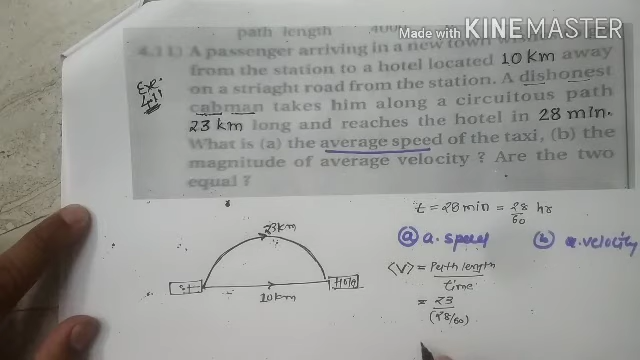 path length
Made with KINEMASTER
4.11) A passenger arriving in a new town
from the station to a hotel located 10 km away
on a striaght road from the station. A dishonest
cabman takes him along a circuitous path
23 km long and reaches the hotel in 28 min.
What is (a) the average speed of the taxi, (b) the
magnitude of average velocity ? Are the two
equal ?
Ex:
4.11
t = 28 min = 28/60 hr
ⓐ a. speed ⓑ a. velocity
23km
10km
<V> = Path length / time
= 23 / (28/60)